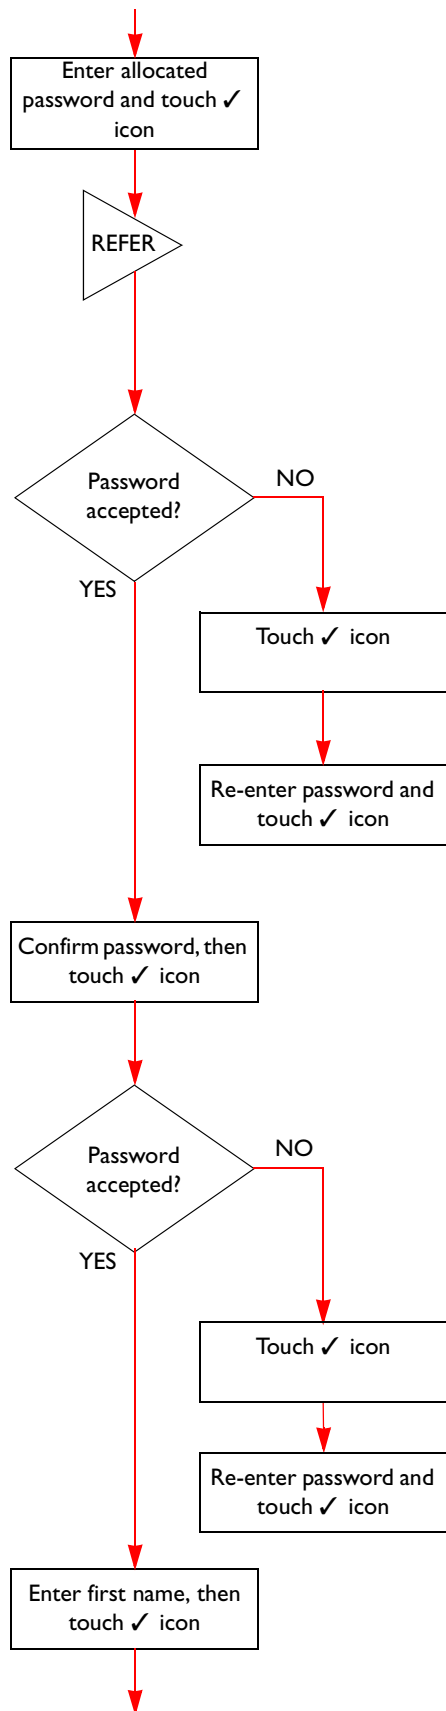 Enter allocated
password and touch ✓
icon
REFER
Password
accepted?
NO
YES
Touch ✓ icon
Re-enter password and
touch ✓ icon
Confirm password, then
touch ✓ icon
Password
accepted?
NO
YES
Touch ✓ icon
Re-enter password and
touch ✓ icon
Enter first name, then
touch ✓ icon